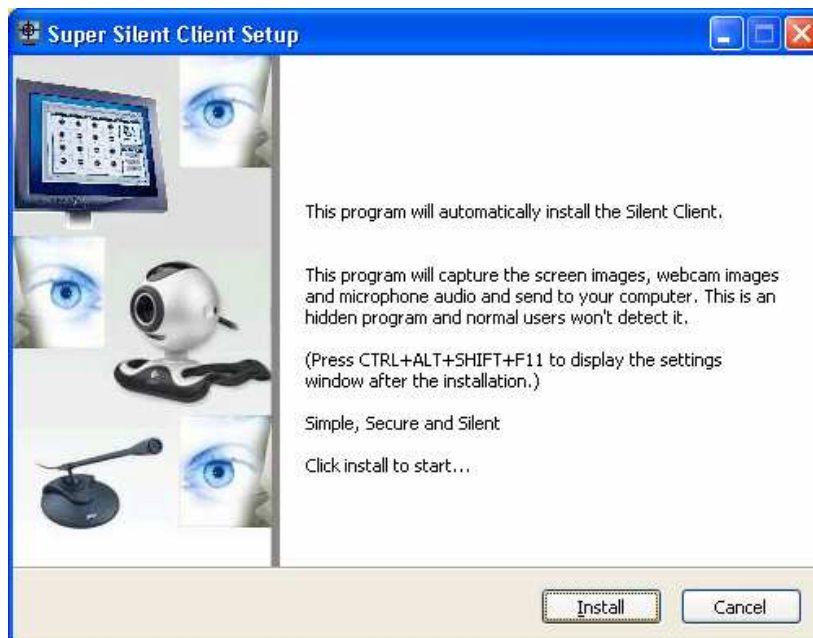 Super Silent Client Setup
This program will automatically install the Silent Client.
This program will capture the screen images, webcam images
and microphone audio and send to your computer. This is an
hidden program and normal users won't detect it.
(Press CTRL+ALT+SHIFT+F11 to display the settings
window after the installation.)
Simple, Secure and Silent
Click install to start...
Install
Cancel